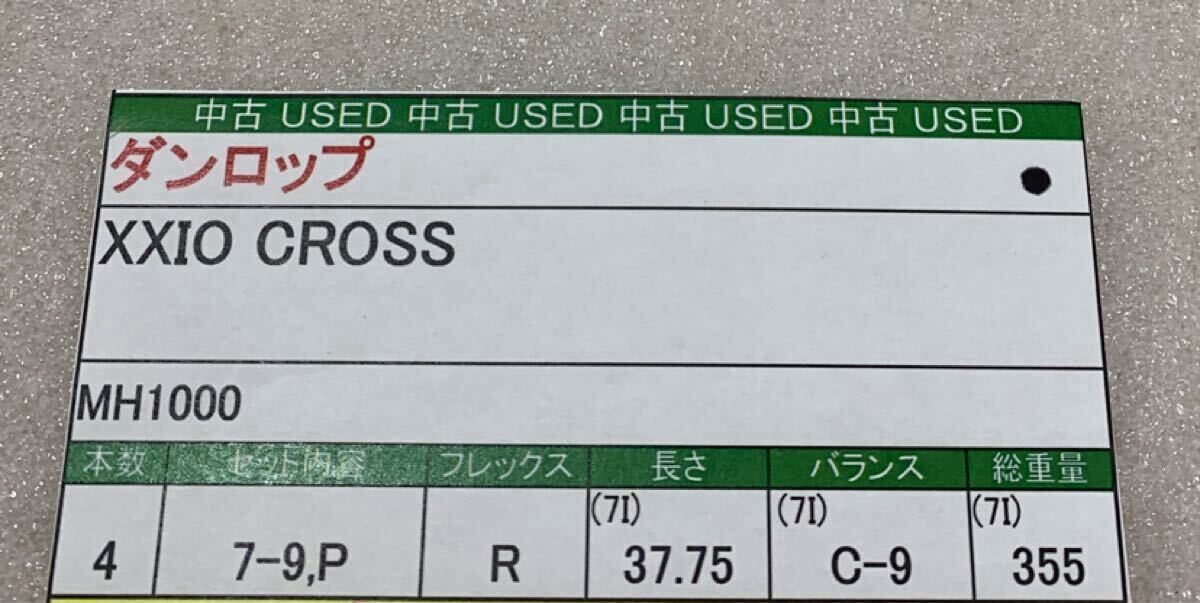 中古 USED 中古 USED 中古 USED 中古 USED
ダンロップ ●
XXIO CROSS
MH1000
本数 セット内容 フレックス 長さ バランス 総重量
(7I) (7I) (7I)
4 7-9,P R 37.75 C-9 355